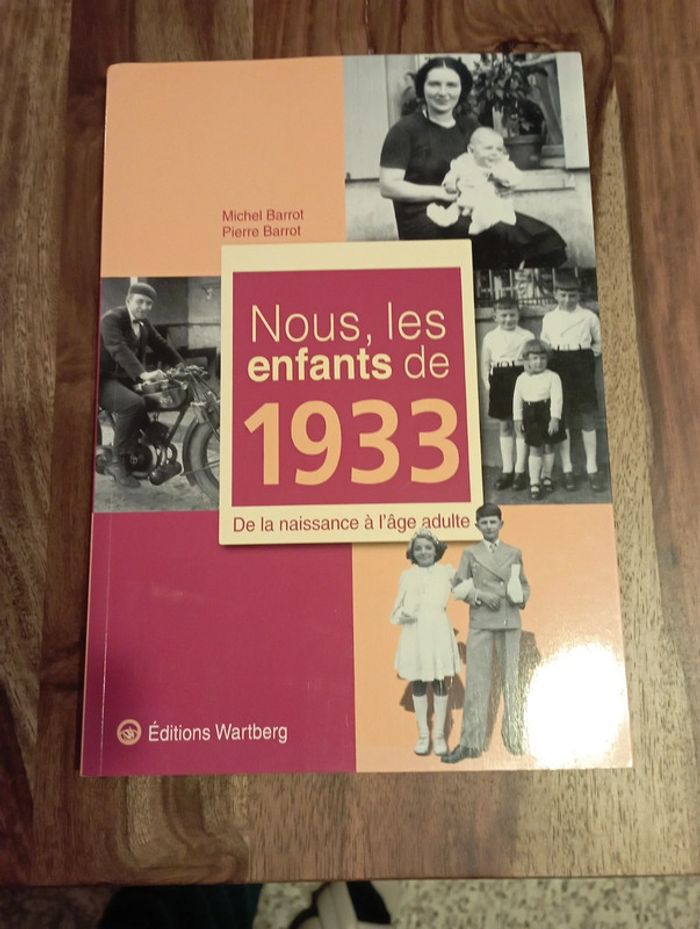 Michel Barrot
Pierre Barrot
Nous, les
enfants de
1933
De la naissance à l'âge adulte
Éditions Wartberg